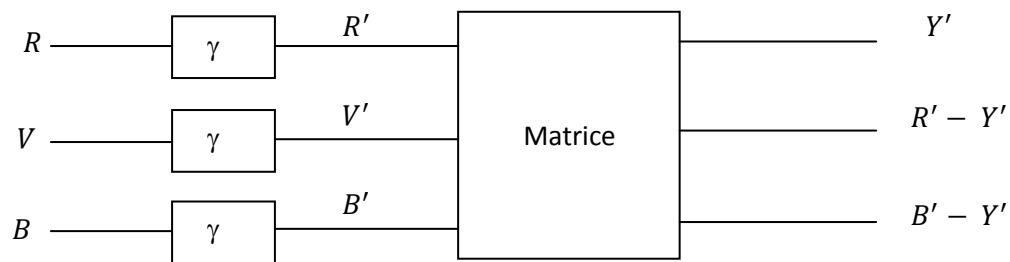 R γ R′ Y′
V γ V′ Matrice R′ − Y′
B γ B′ B′ − Y′